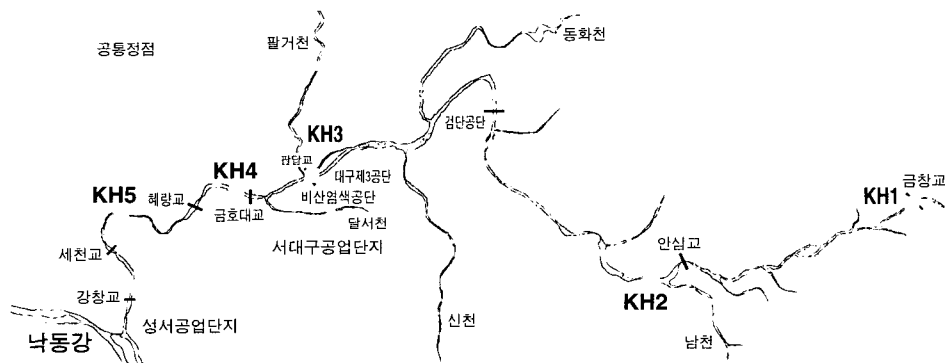 공통정점
팔거천
동화천
검단공단
KH3
팔달교
대구제3공단
비산염색공단
달서천
서대구공업단지
KH4
금호대교
KH5
혜랑교
세천교
강창교
성서공업단지
낙동강
신천
KH1
금창교
안심교
KH2
남천